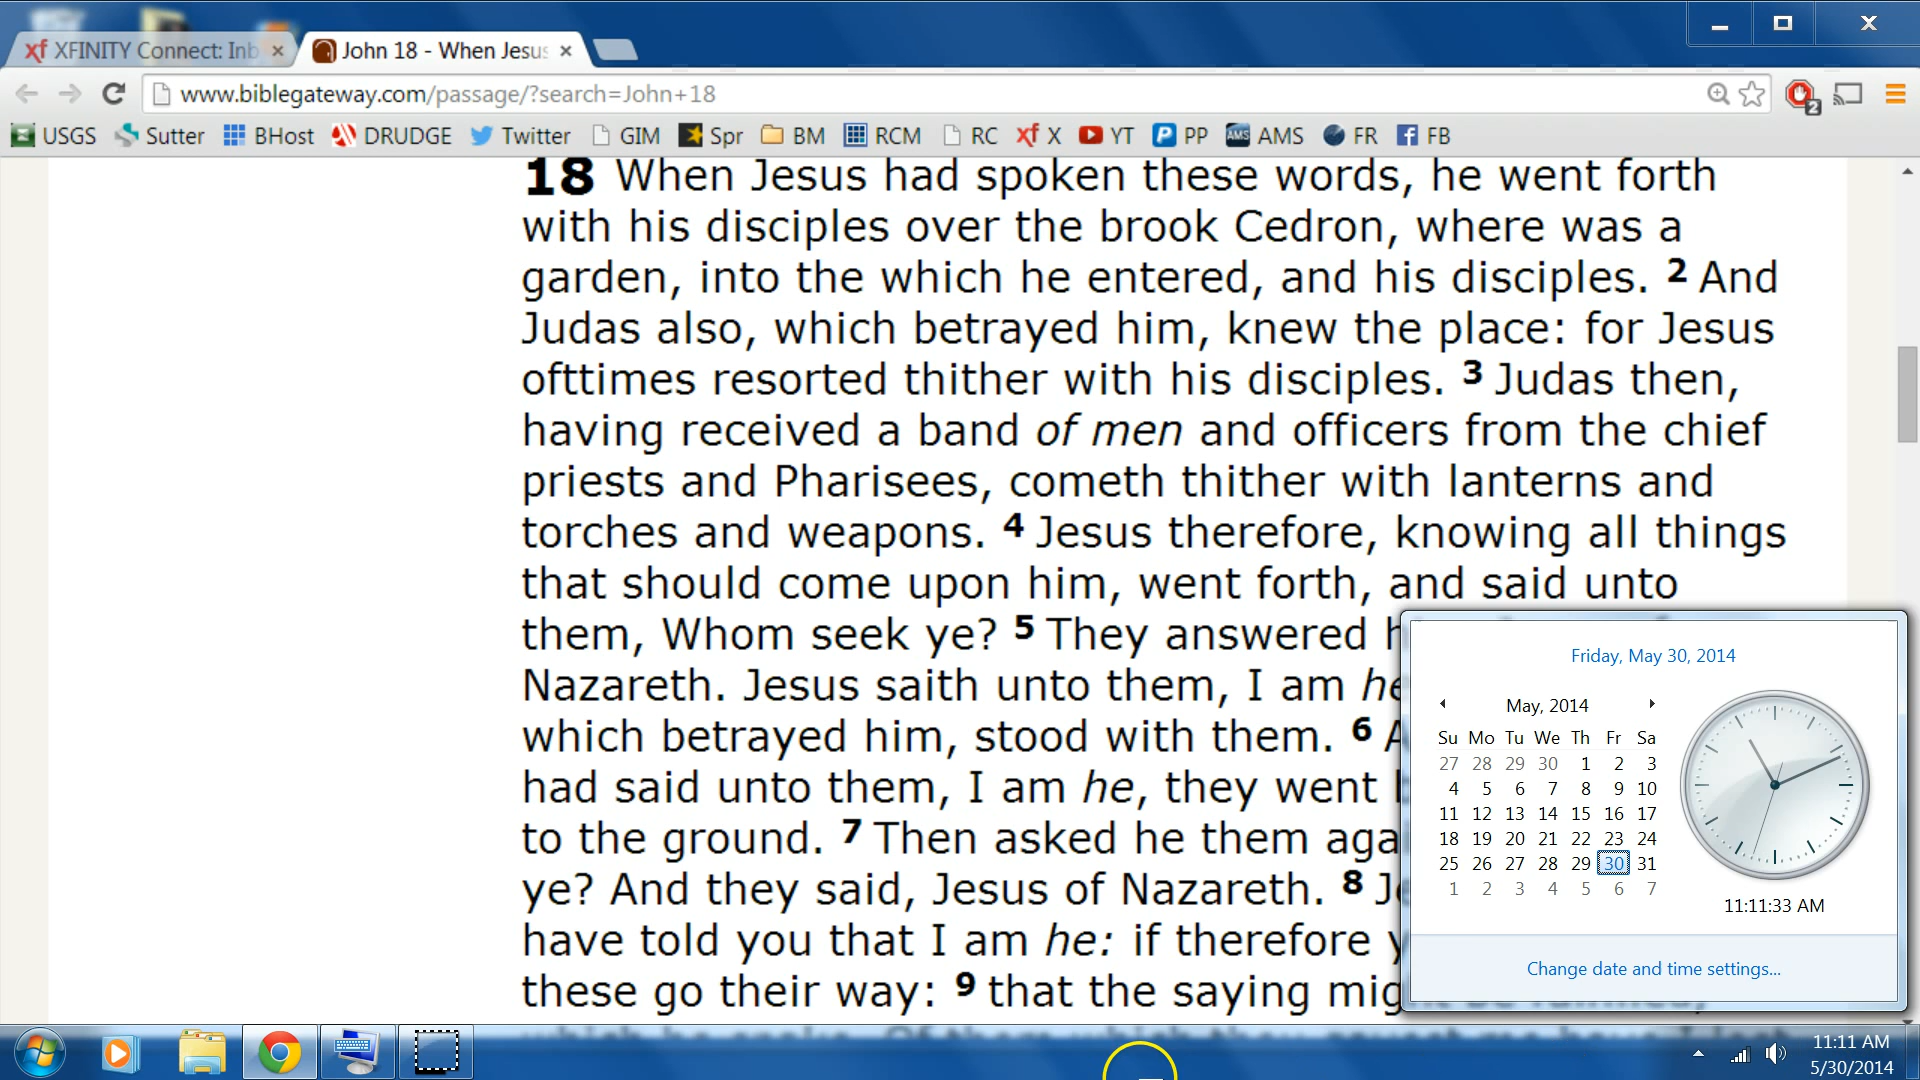 XFINITY Connect: Inb
John 18 - When Jesus
www.biblegateway.com/passage/?search=John+18
2
USGS Sutter BHost DRUDGE Twitter GIM Spr BM RCM RC X YT PP AMS FR FB
18 When Jesus had spoken these words, he went forth
with his disciples over the brook Cedron, where was a
garden, into the which he entered, and his disciples. 2 And
Judas also, which betrayed him, knew the place: for Jesus
ofttimes resorted thither with his disciples. 3 Judas then,
having received a band of men and officers from the chief
priests and Pharisees, cometh thither with lanterns and
torches and weapons. 4 Jesus therefore, knowing all things
that should come upon him, went forth, and said unto
them, Whom seek ye? 5 They answered
Nazareth. Jesus saith unto them, I am he
which betrayed him, stood with them. 6
had said unto them, I am he, they went
to the ground. 7 Then asked he them aga
ye? And they said, Jesus of Nazareth. 8
have told you that I am he: if therefore
these go their way: 9 that the saying mig
Friday, May 30, 2014
May, 2014
Su Mo Tu We Th Fr Sa
27 28 29 30 1 2 3
4 5 6 7 8 9 10
11 12 13 14 15 16 17
18 19 20 21 22 23 24
25 26 27 28 29 30 31
1 2 3 4 5 6 7
11:11:33 AM
Change date and time settings...
11:11 AM
5/30/2014